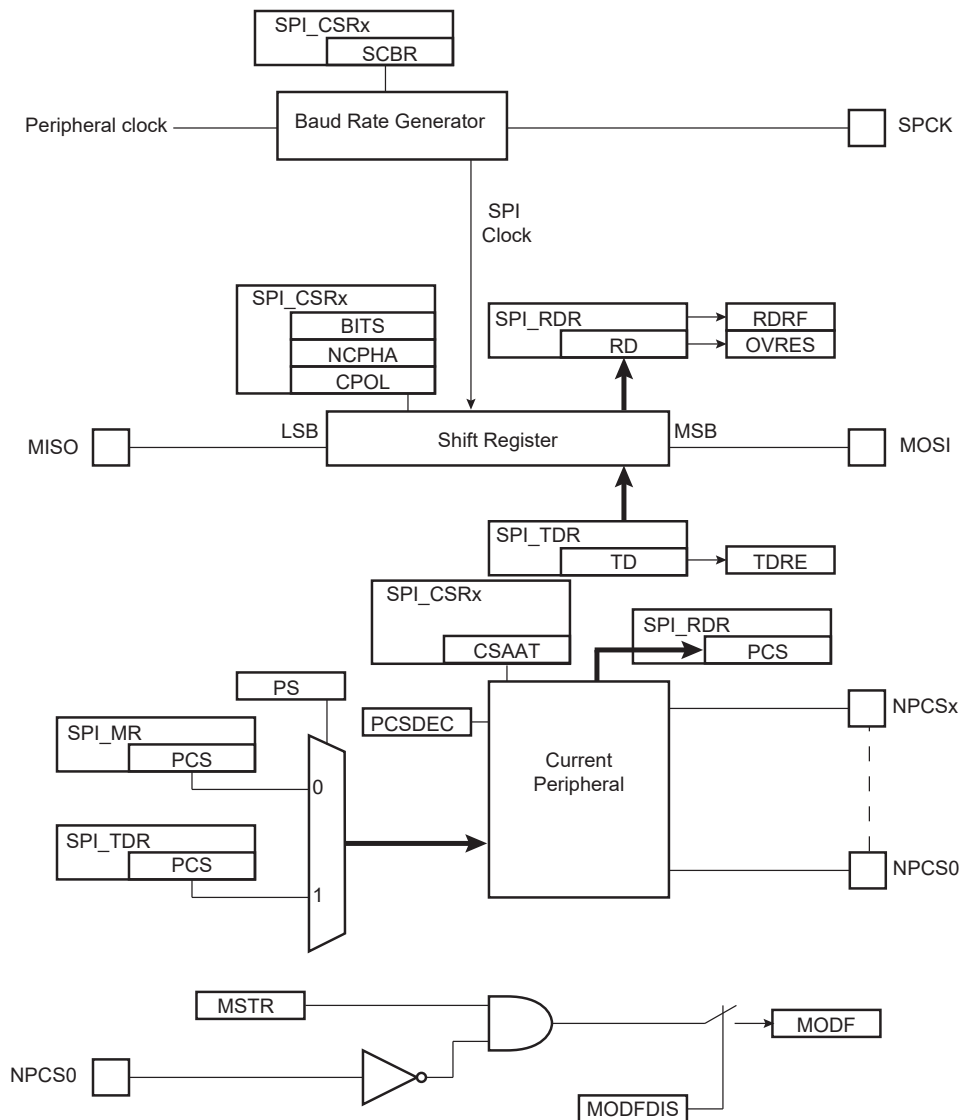 SPI_CSRx
SCBR
Peripheral clock
Baud Rate Generator
SPCK
SPI
Clock
SPI_CSRx
BITS
NCPHA
CPOL
SPI_RDR
RD
RDRF
OVRES
MISO
LSB
Shift Register
MSB
MOSI
SPI_TDR
TD
TDRE
SPI_CSRx
CSAAT
SPI_RDR
PCS
PS
PCSDEC
NPCSx
SPI_MR
PCS
0
Current
Peripheral
SPI_TDR
PCS
1
NPCS0
MSTR
MODF
NPCS0
MODFDIS